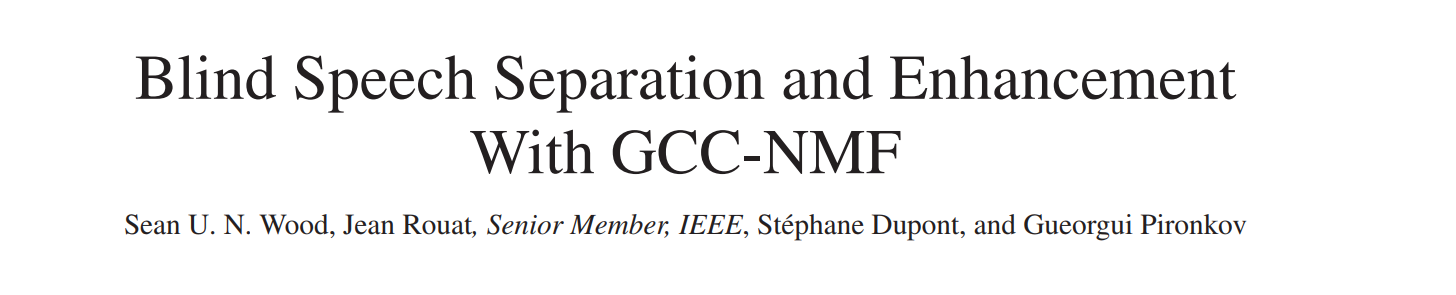 Blind Speech Separation and Enhancement
With GCC-NMF
Sean U. N. Wood, Jean Rouat, Senior Member, IEEE, Stéphane Dupont, and Gueorgui Pironkov